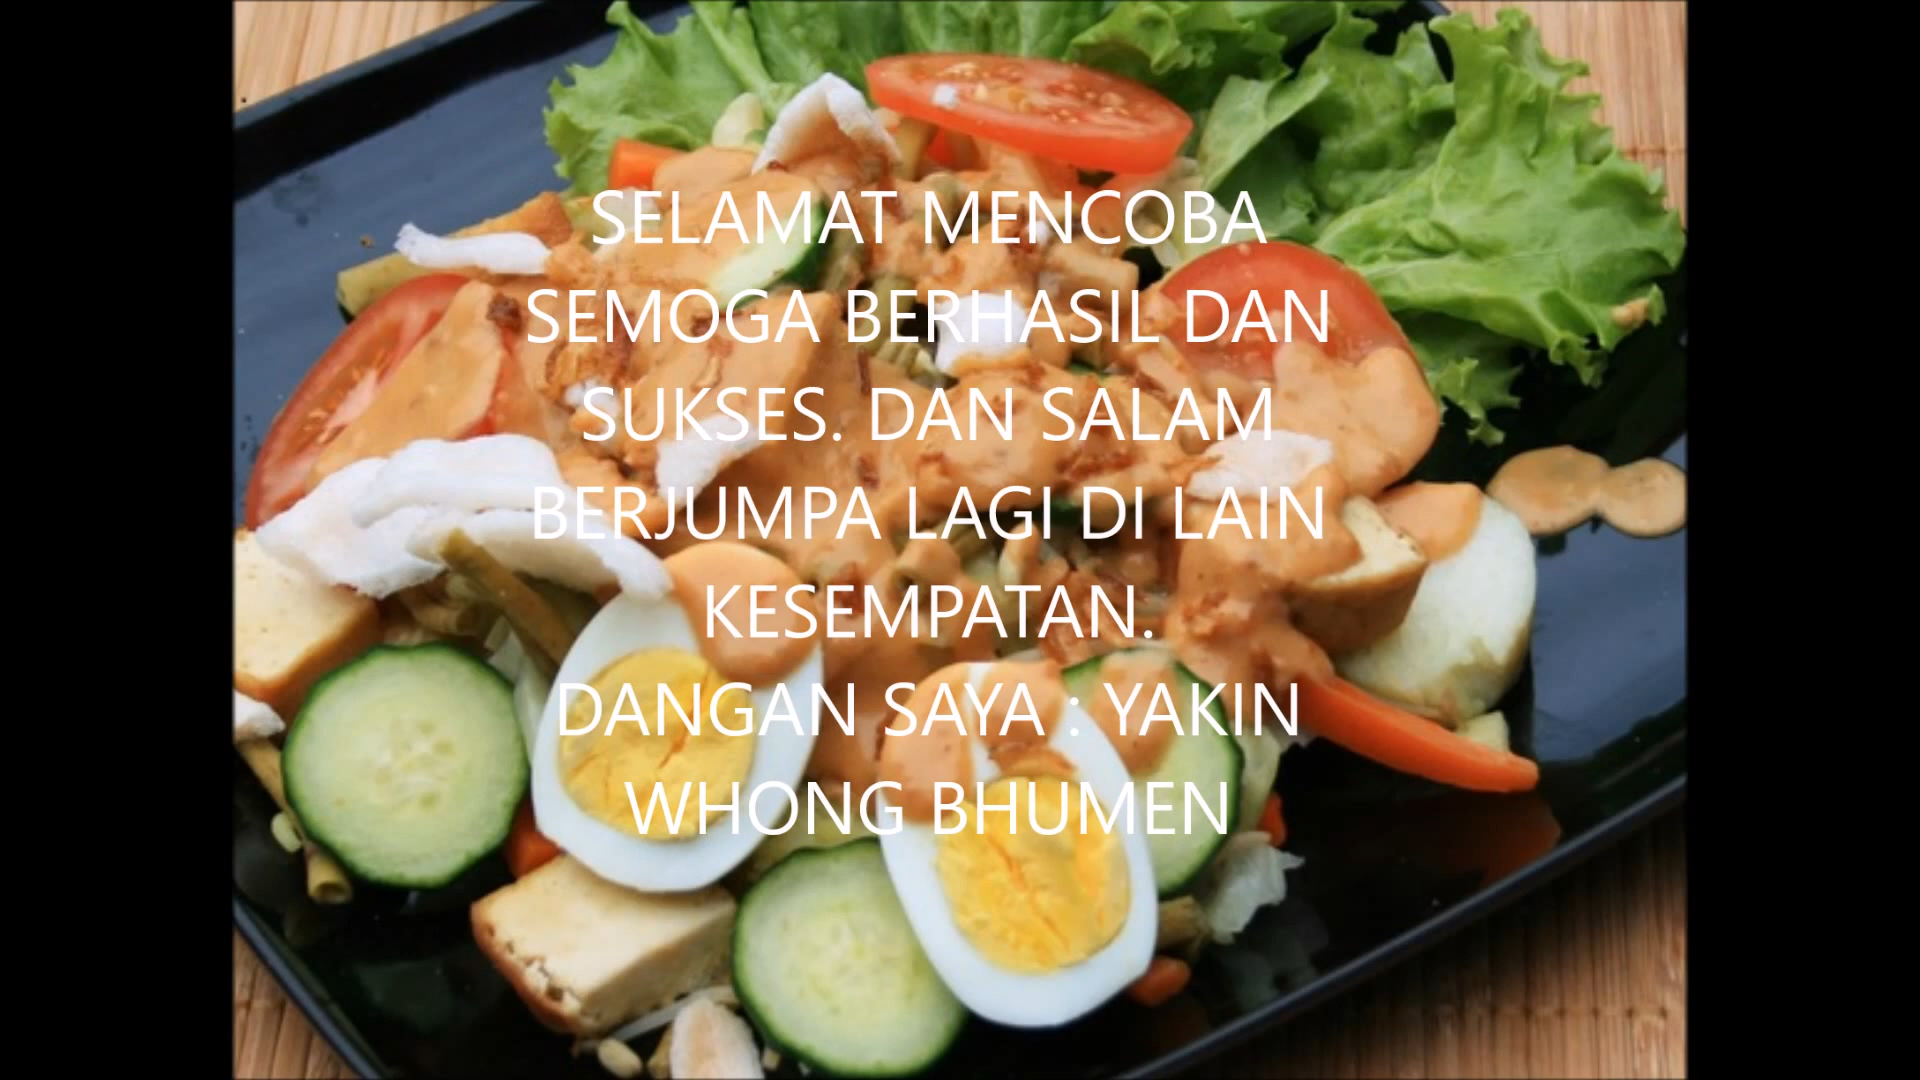 SELAMAT MENCOBA
SEMOGA BERHASIL DAN
SUKSES. DAN SALAM
BERJUMPA LAGI DI LAIN
KESEMPATAN.
DANGAN SAYA : YAKIN
WHONG BHUMEN